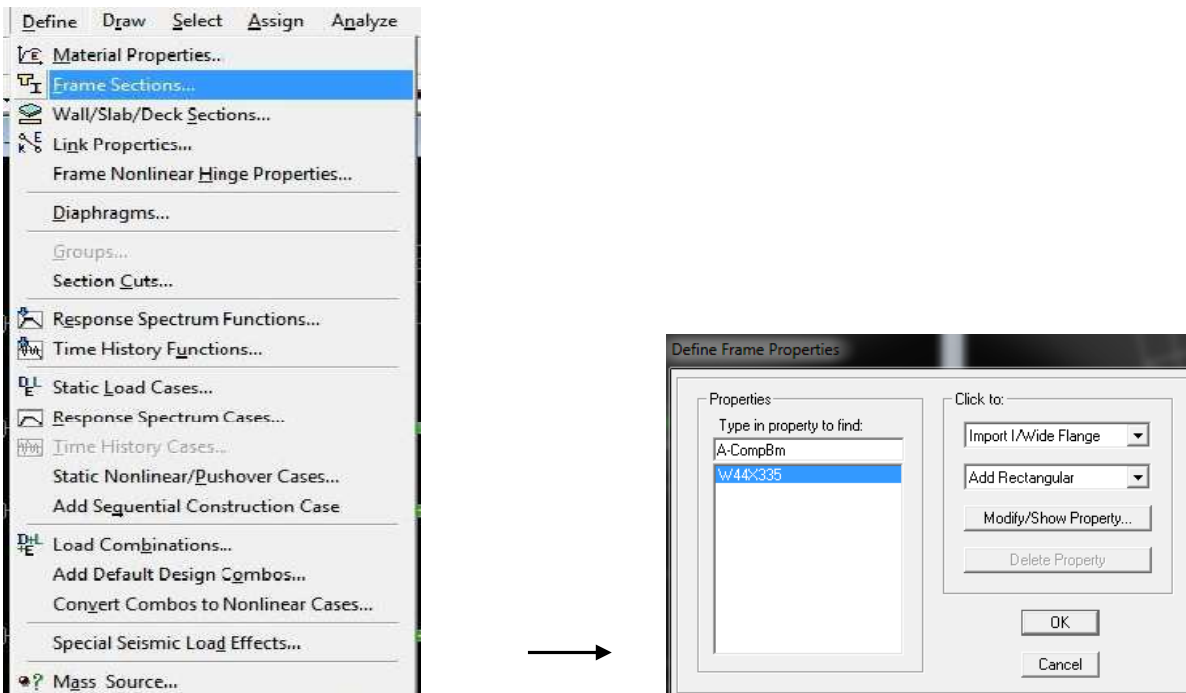 Define Draw Select Assign Analyze
Material Properties..
Frame Sections...
Wall/Slab/Deck Sections...
Link Properties...
Frame Nonlinear Hinge Properties...
Diaphragms...
Groups...
Section Cuts...
Response Spectrum Functions...
Time History Functions...
Static Load Cases...
Response Spectrum Cases...
Time History Cases...
Static Nonlinear/Pushover Cases...
Add Sequential Construction Case
Load Combinations...
Add Default Design Combos...
Convert Combos to Nonlinear Cases...
Special Seismic Load Effects...
Mass Source...
Define Frame Properties
Properties
Type in property to find:
A-CompBm
W44X335
Click to:
Import I/Wide Flange
Add Rectangular
Modify/Show Property...
Delete Property
OK
Cancel